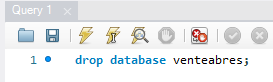 Query 1
1 drop database venteabres;